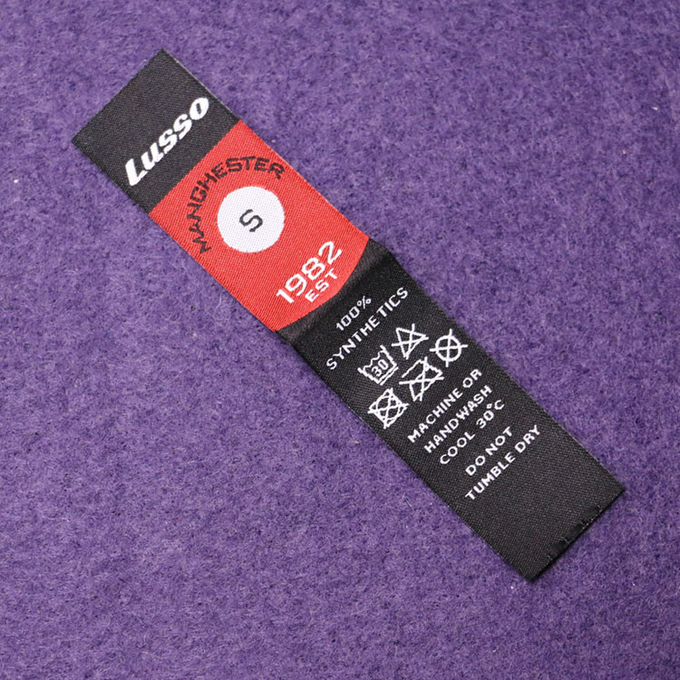 Lusso
MANCHESTER
S
1982
EST
100%
SYNTHETICS
30
MACHINE OR
HANDWASH
COOL 30°C
DO NOT
TUMBLE DRY